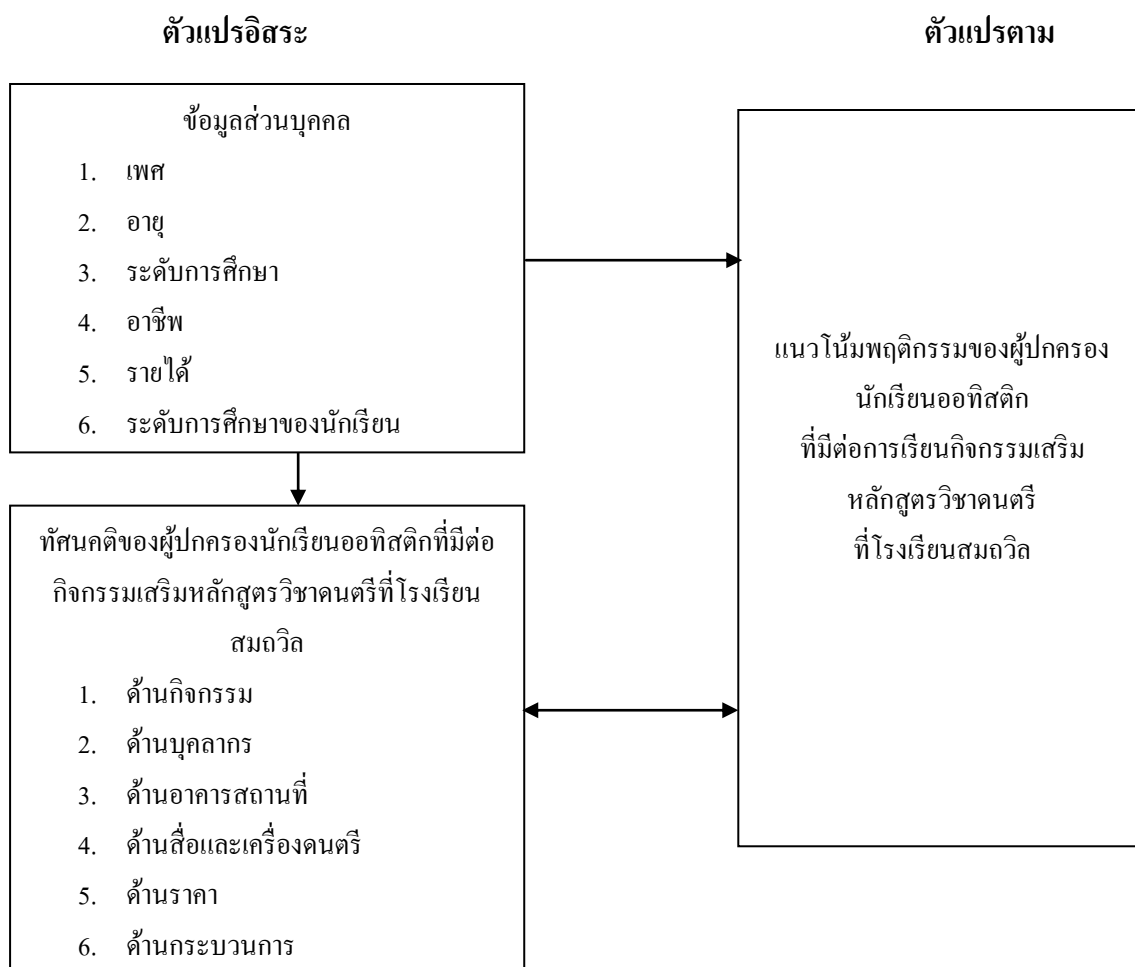 ตัวแปรอิสระ
ตัวแปรตาม
ข้อมูลส่วนบุคคล
1. เพศ
2. อายุ
3. ระดับการศึกษา
4. อาชีพ
5. รายได้
6. ระดับการศึกษาของนักเรียน
ทัศนคติของผู้ปกครองนักเรียนออทิสติกที่มีต่อ
กิจกรรมเสริมหลักสูตรวิชาดนตรีที่โรงเรียน
สมถวิล
1. ด้านกิจกรรม
2. ด้านบุคลากร
3. ด้านอาคารสถานที่
4. ด้านสื่อและเครื่องดนตรี
5. ด้านราคา
6. ด้านกระบวนการ
แนวโน้มพฤติกรรมของผู้ปกครอง
นักเรียนออทิสติก
ที่มีต่อการเรียนกิจกรรมเสริม
หลักสูตรวิชาดนตรี
ที่โรงเรียนสมถวิล